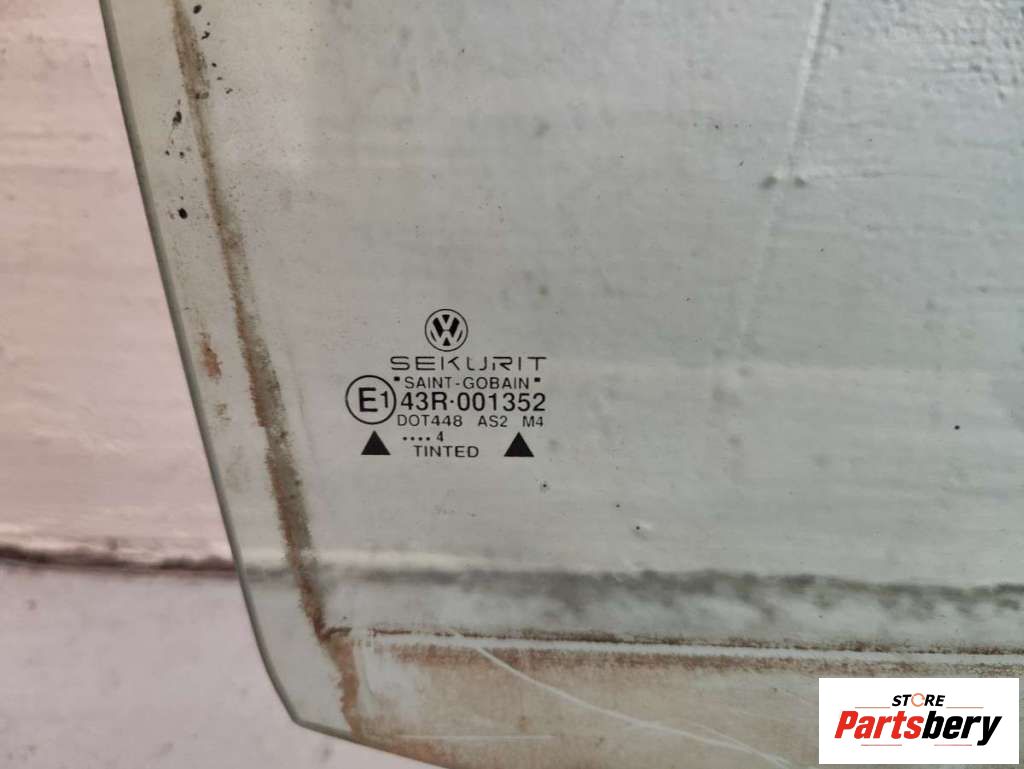 SEKURIT
"SAINT-GOBAIN"
E1 43R·001352
DOT448 AS2 M4
.... 4
TINTED
STORE
Partsbery